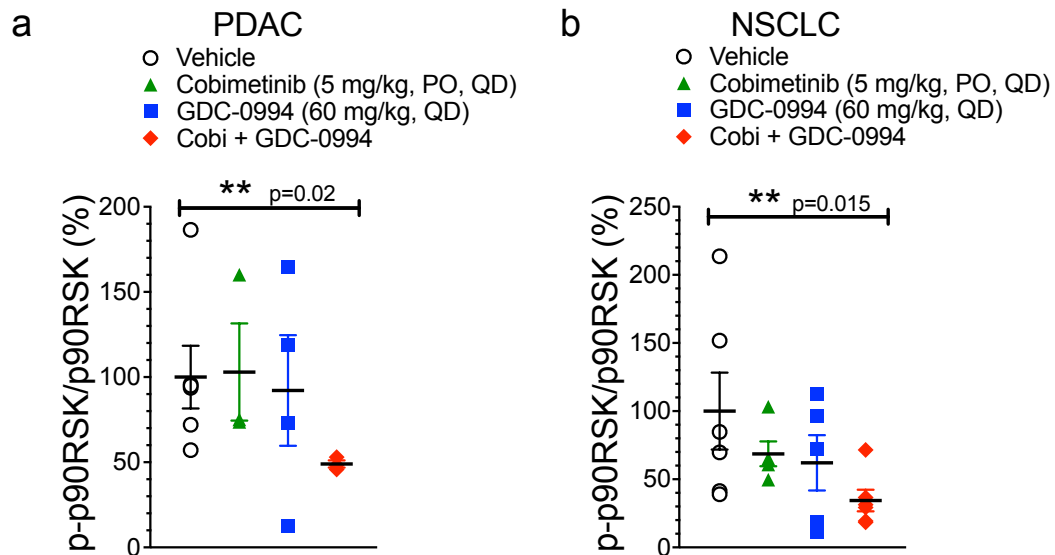 a
PDAC
Vehicle
Cobimetinib (5 mg/kg, PO, QD)
GDC-0994 (60 mg/kg, QD)
Cobi + GDC-0994
p-p90RSK/p90RSK (%)
** p=0.02
200
150
100
50
0
b
NSCLC
Vehicle
Cobimetinib (5 mg/kg, PO, QD)
GDC-0994 (60 mg/kg, QD)
Cobi + GDC-0994
p-p90RSK/p90RSK (%)
** p=0.015
250
200
150
100
50
0